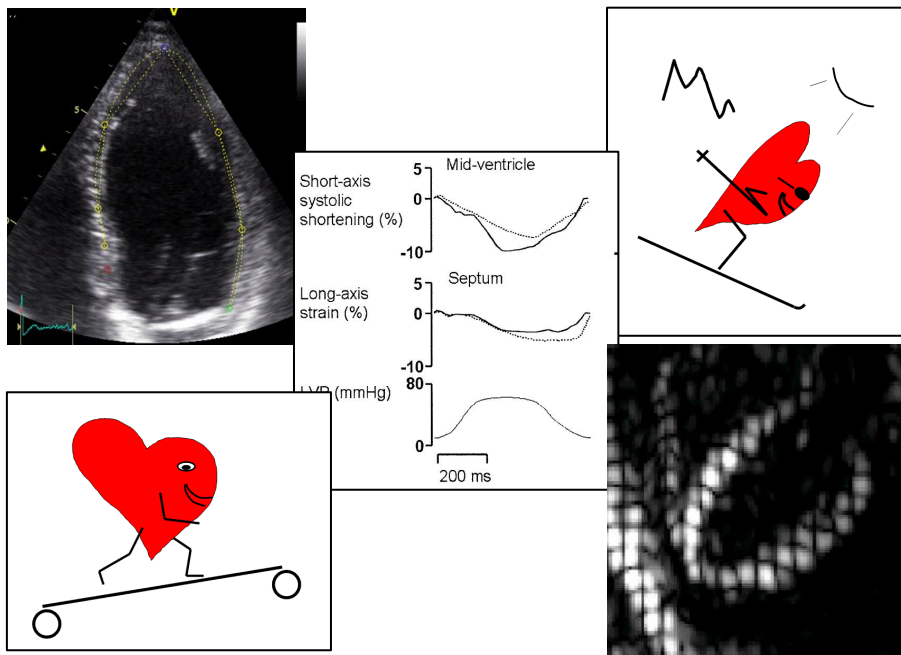 V
5
5
Mid-ventricle
Short-axis
systolic
shortening (%)
0
-10
5
Septum
Long-axis
strain (%)
0
-10
80
(mmHg)
0
200 ms